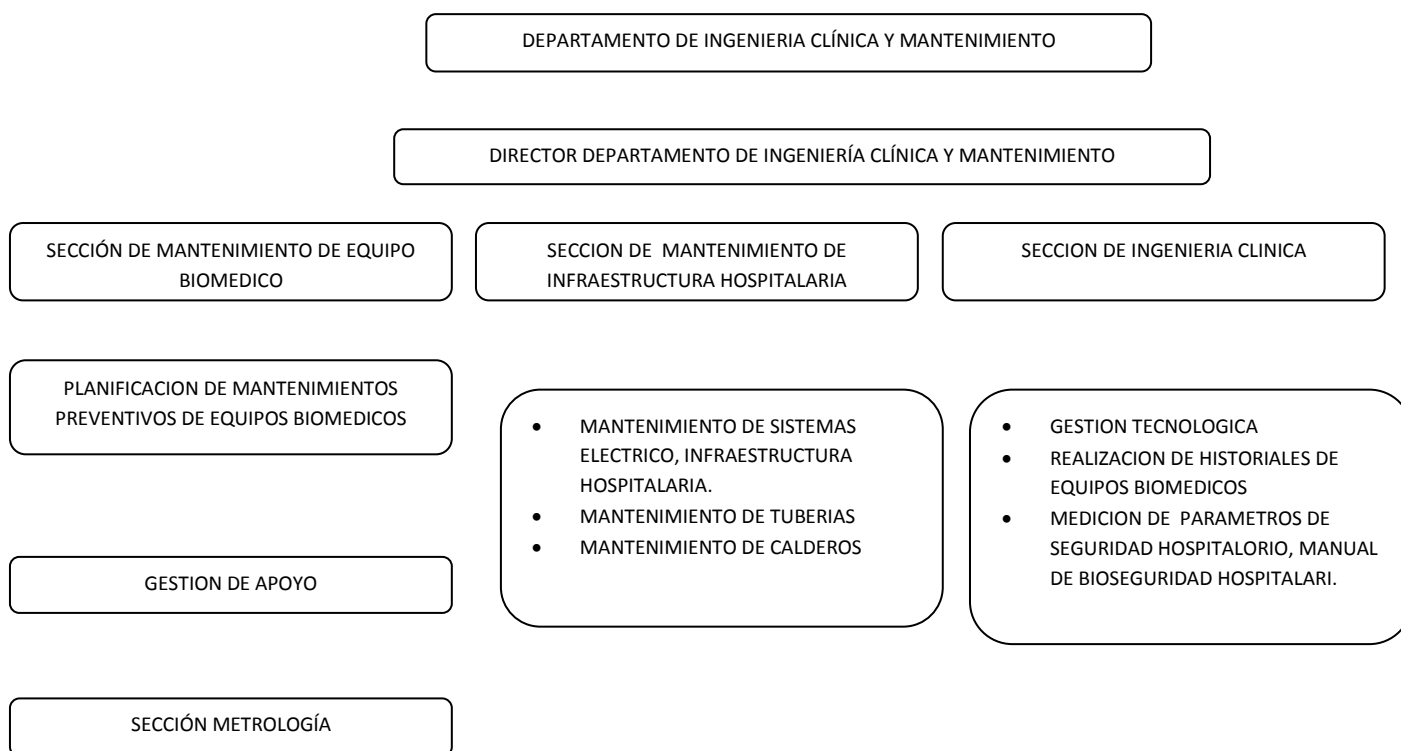 DEPARTAMENTO DE INGENIERIA CLÍNICA Y MANTENIMIENTO
DIRECTOR DEPARTAMENTO DE INGENIERÍA CLÍNICA Y MANTENIMIENTO
SECCIÓN DE MANTENIMIENTO DE EQUIPO
BIOMEDICO
SECCION DE MANTENIMIENTO DE
INFRAESTRUCTURA HOSPITALARIA
SECCION DE INGENIERIA CLINICA
PLANIFICACION DE MANTENIMIENTOS
PREVENTIVOS DE EQUIPOS BIOMEDICOS
GESTION DE APOYO
SECCIÓN METROLOGÍA
• MANTENIMIENTO DE SISTEMAS
ELECTRICO, INFRAESTRUCTURA
HOSPITALARIA.
• MANTENIMIENTO DE TUBERIAS
• MANTENIMIENTO DE CALDEROS
• GESTION TECNOLOGICA
• REALIZACION DE HISTORIALES DE
EQUIPOS BIOMEDICOS
• MEDICION DE PARAMETROS DE
SEGURIDAD HOSPITALORIO, MANUAL
DE BIOSEGURIDAD HOSPITALARI.